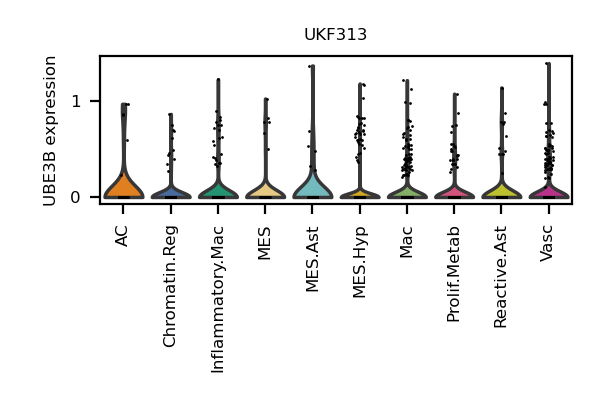 UKF313
UBE3B expression
1
0
AC
Chromatin.Reg
Inflammatory.Mac
MES
MES.Ast
MES.Hyp
Mac
Prolif.Metab
Reactive.Ast
Vasc